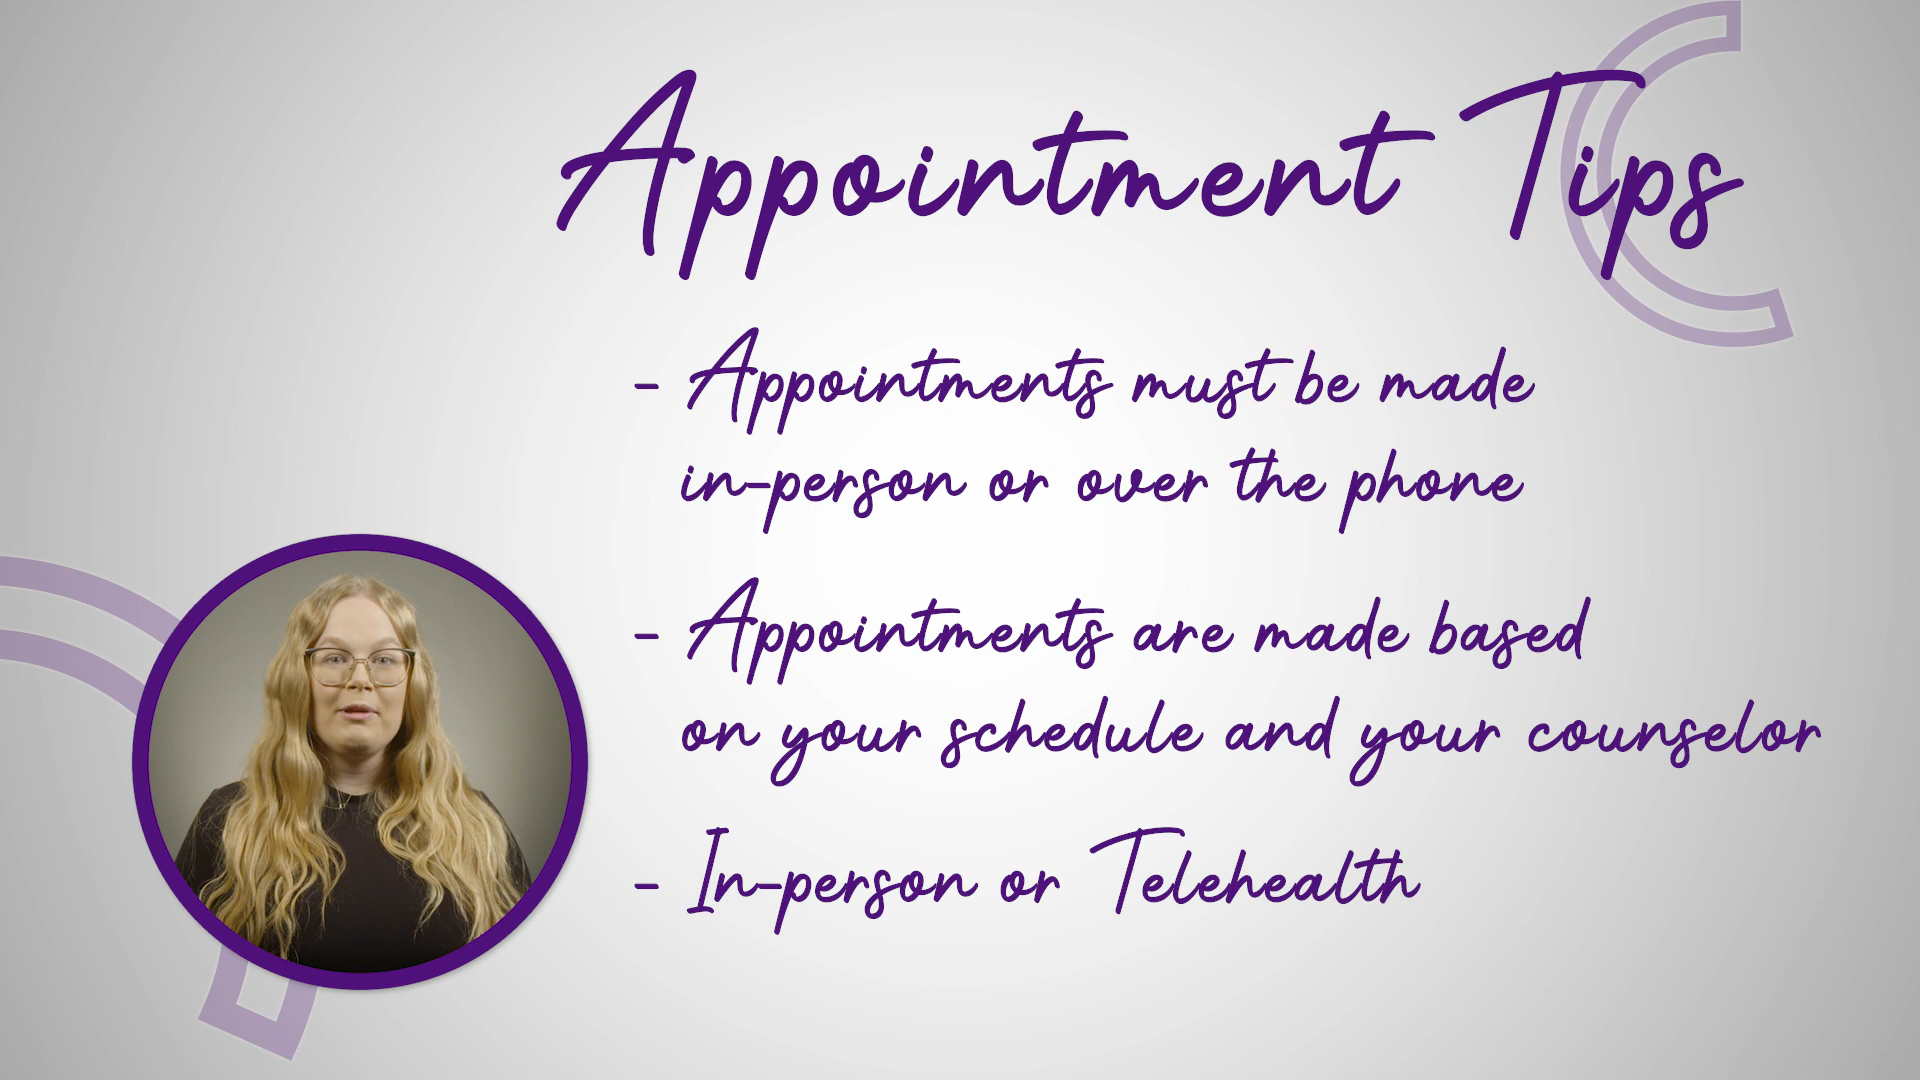 Appointment Tips
- Appointments must be made
in-person or over the phone
- Appointments are made based
on your schedule and your counselor
- In-person or Telehealth